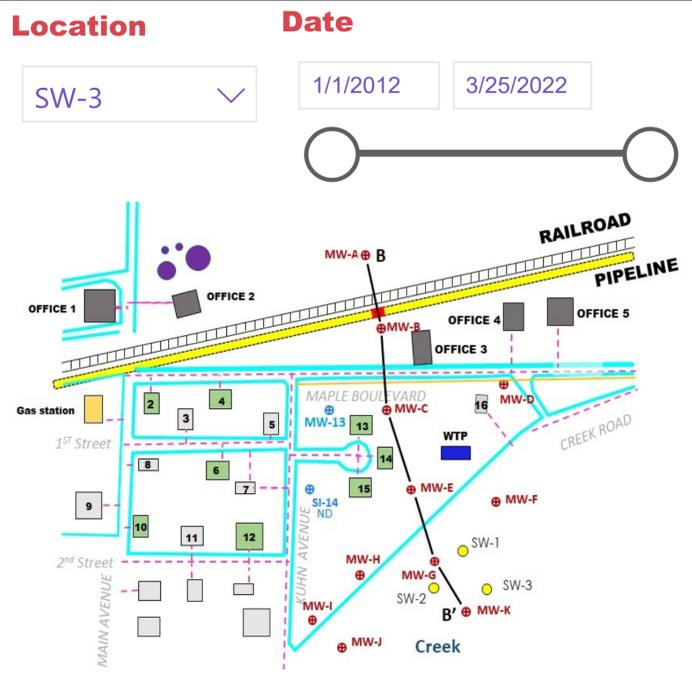 Location
Date
SW-3
1/1/2012
3/25/2022
RAILROAD
MW-A
B
PIPELINE
OFFICE 1
OFFICE 2
OFFICE 4
OFFICE 5
MW-B
OFFICE 3
Gas station
2
4
3
5
MAPLE BOULEVARD
MW-13
MW-C
MW-D
16
13
14
15
WTP
CREEK ROAD
1ST Street
8
6
7
9
10
11
12
SI-14
ND
MW-E
MW-F
KUHN AVENUE
2nd Street
MAIN AVENUE
MW-H
MW-G
SW-1
SW-2
SW-3
MW-I
B'
MW-K
MW-J
Creek